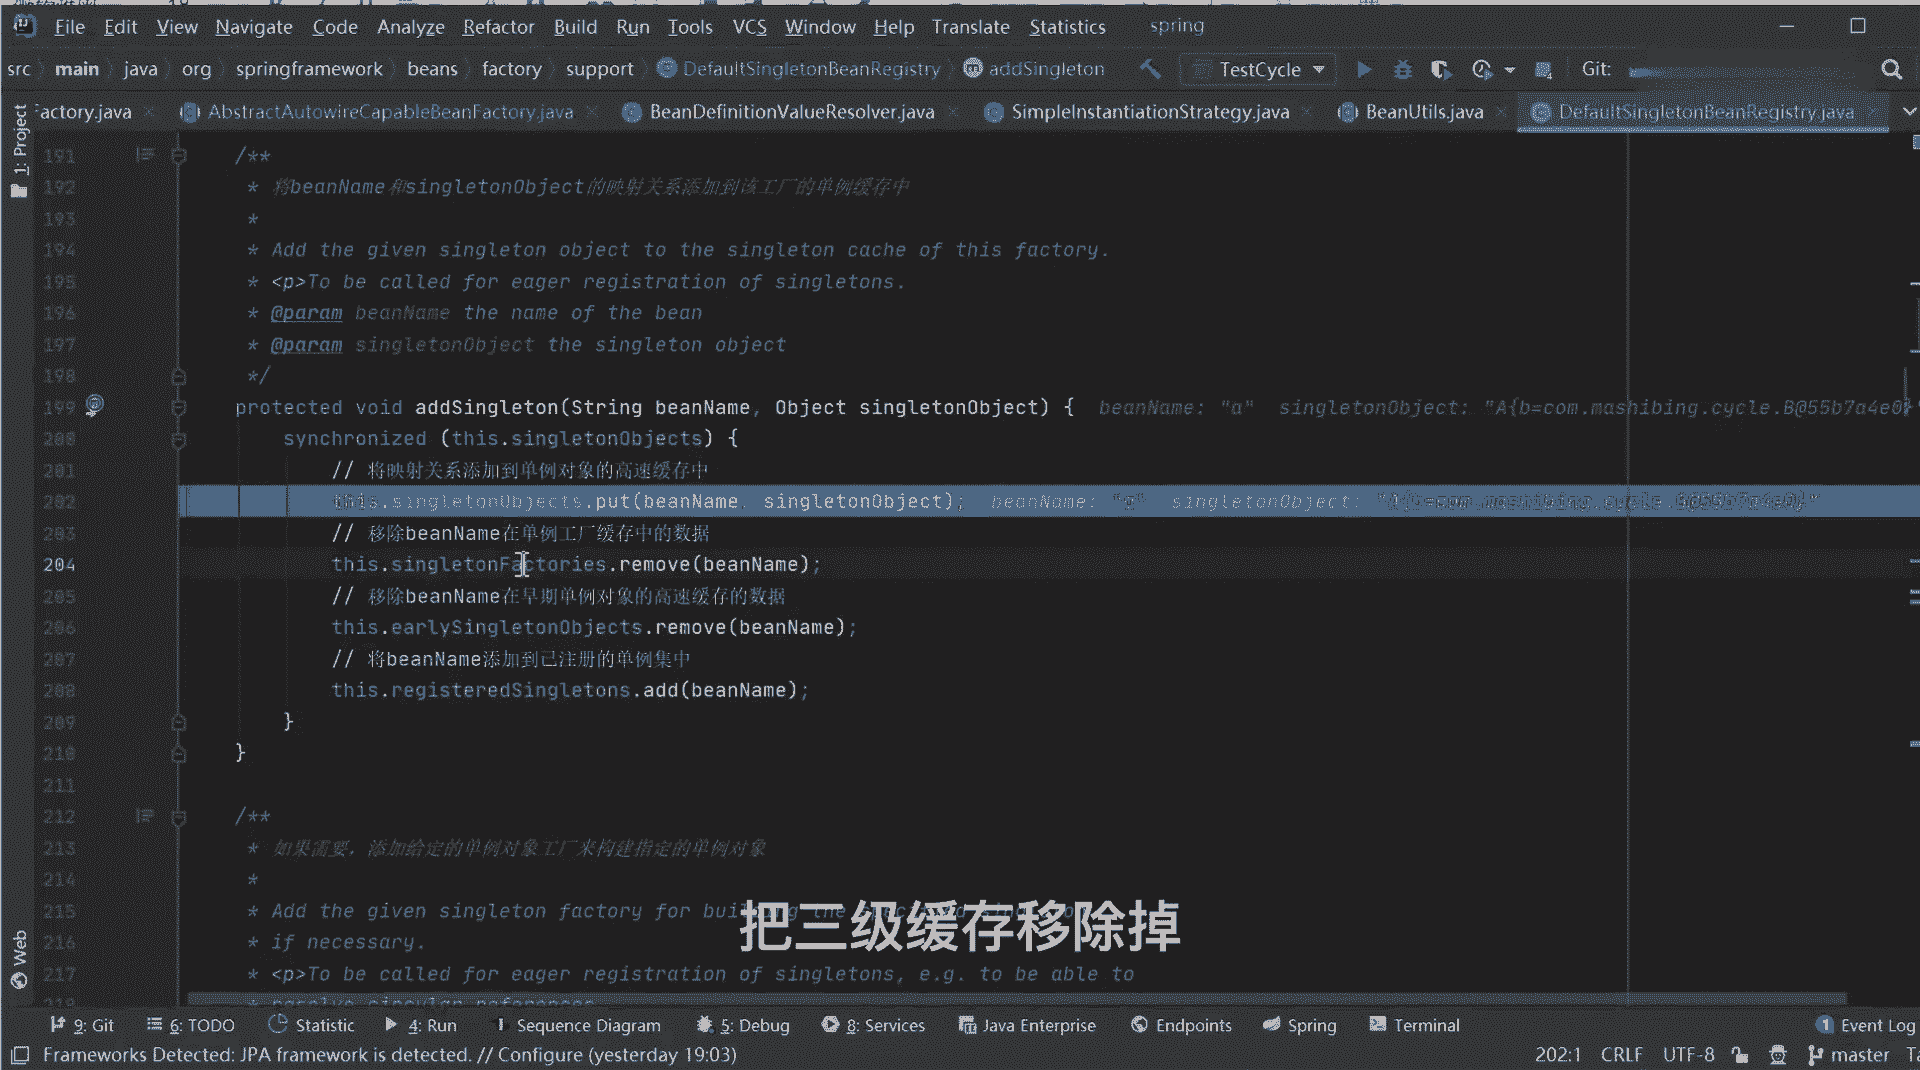 File Edit View Navigate Code Analyze Refactor Build Run Tools VCS Window Help Translate Statistics spring
src main java org springframework beans factory support DefaultSingletonBeanRegistry addSingleton TestCycle Git:
Factory.java AbstractAutowireCapableBeanFactory.java BeanDefinitionValueResolver.java SimpleInstantiationStrategy.java BeanUtils.java DefaultSingletonBeanRegistry.java
1: Project
191 /**
192 * 将beanName和singletonObject的映射关系添加到该工厂的单例缓存中
193 *
194 * Add the given singleton object to the singleton cache of this factory.
195 * <p>To be called for eager registration of singletons.
196 * @param beanName the name of the bean
197 * @param singletonObject the singleton object
198 */
199 protected void addSingleton(String beanName, Object singletonObject) { beanName: "a" singletonObject: "A{b=com.mashibing.cycle.B@55b7a4e0}"
200 synchronized (this.singletonObjects) {
201 // 将映射关系添加到单例对象的高速缓存中
202 this.singletonObjects.put(beanName, singletonObject); beanName: "a" singletonObject: "A{b=com.mashibing.cycle.B@55b7a4e0}"
203 // 移除beanName在单例工厂缓存中的数据
204 this.singletonFactories.remove(beanName);
205 // 移除beanName在早期单例对象的高速缓存的数据
206 this.earlySingletonObjects.remove(beanName);
207 // 将beanName添加到已注册的单例集中
208 this.registeredSingletons.add(beanName);
209 }
210 }
211
212 /**
213 * 如果需要，添加给定的单例对象工厂来构建指定的单例对象
214 *
215 * Add the given singleton factory for building the specified singleton
216 * if necessary.
217 * <p>To be called for eager registration of singletons, e.g. to be able to
218 * resolve circular references.
把三级缓存移除掉
Web
9: Git 6: TODO Statistic 4: Run Sequence Diagram 5: Debug 8: Services Java Enterprise Endpoints Spring Terminal 1 Event Log
Frameworks Detected: JPA framework is detected. // Configure (yesterday 19:03) 202:1 CRLF UTF-8 master